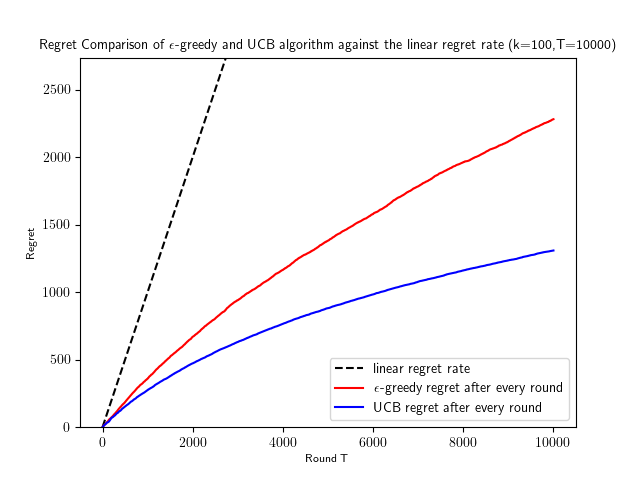 Regret Comparison of ϵ-greedy and UCB algorithm against the linear regret rate (k=100,T=10000)
2500
2000
1500
1000
500
0
Regret
linear regret rate
ϵ-greedy regret after every round
UCB regret after every round
0 2000 4000 6000 8000 10000
Round T